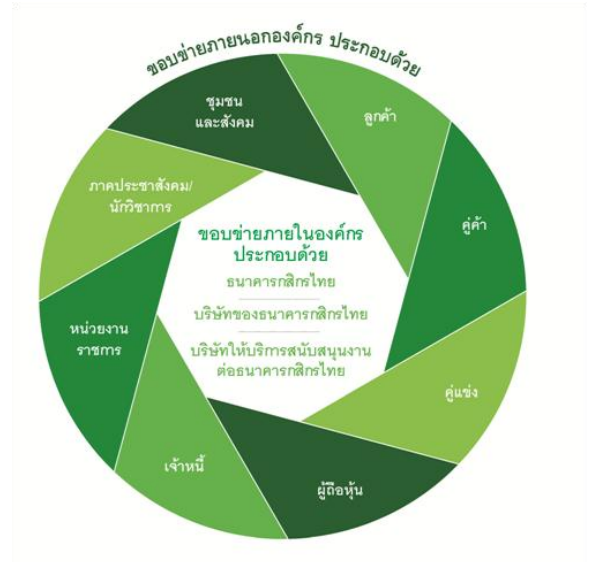 ขอบข่ายภายนอกองค์กร ประกอบด้วย
ชุมชน
และสังคม
ลูกค้า
คู่ค้า
คู่แข่ง
ผู้ถือหุ้น
เจ้าหนี้
หน่วยงาน
ราชการ
ภาคประชาสังคม/
นักวิชาการ
ขอบข่ายภายในองค์กร
ประกอบด้วย
ธนาคารกสิกรไทย
บริษัทของธนาคารกสิกรไทย
บริษัทให้บริการสนับสนุนงาน
ต่อธนาคารกสิกรไทย